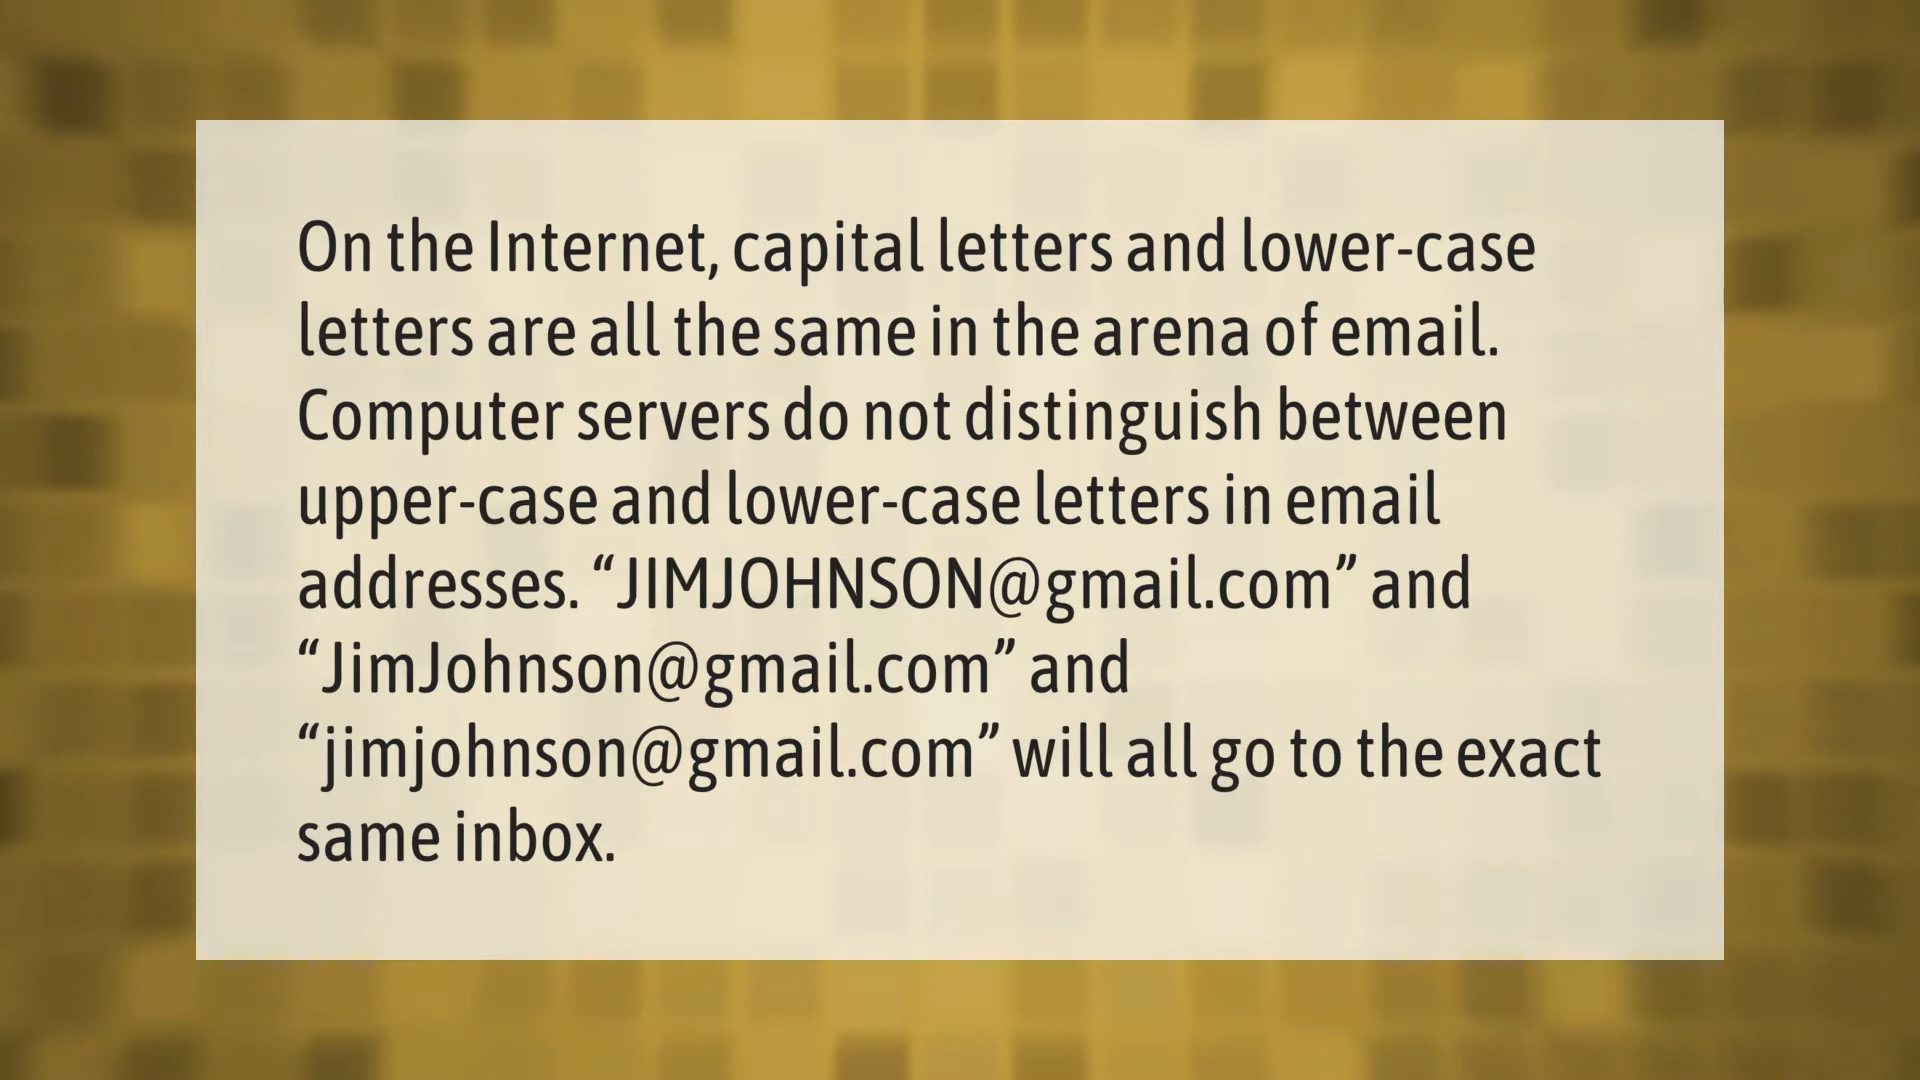 On the Internet, capital letters and lower-case
letters are all the same in the arena of email.
Computer servers do not distinguish between
upper-case and lower-case letters in email
addresses. “JIMJOHNSON@gmail.com” and
“JimJohnson@gmail.com” and
“jimjohnson@gmail.com” will all go to the exact
same inbox.